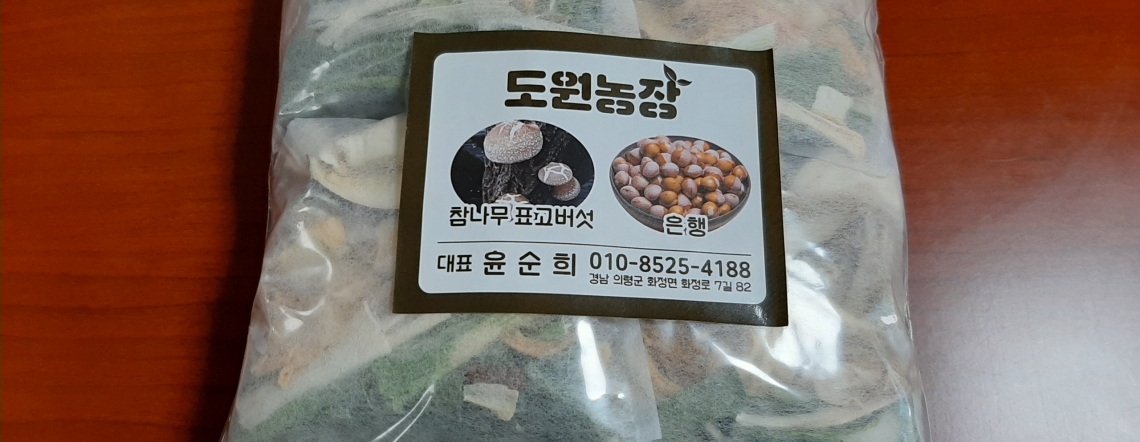 도원농장
참나무 표고버섯
은행
대표 윤순희 010-8525-4188
경남 의령군 화정면 화정로 7길 82